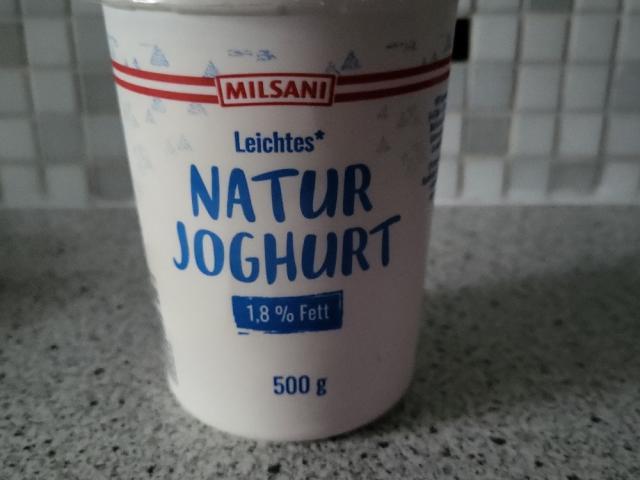 MILSANI
Leichtes*
NATUR
JOGHURT
1,8 % Fett
500 g